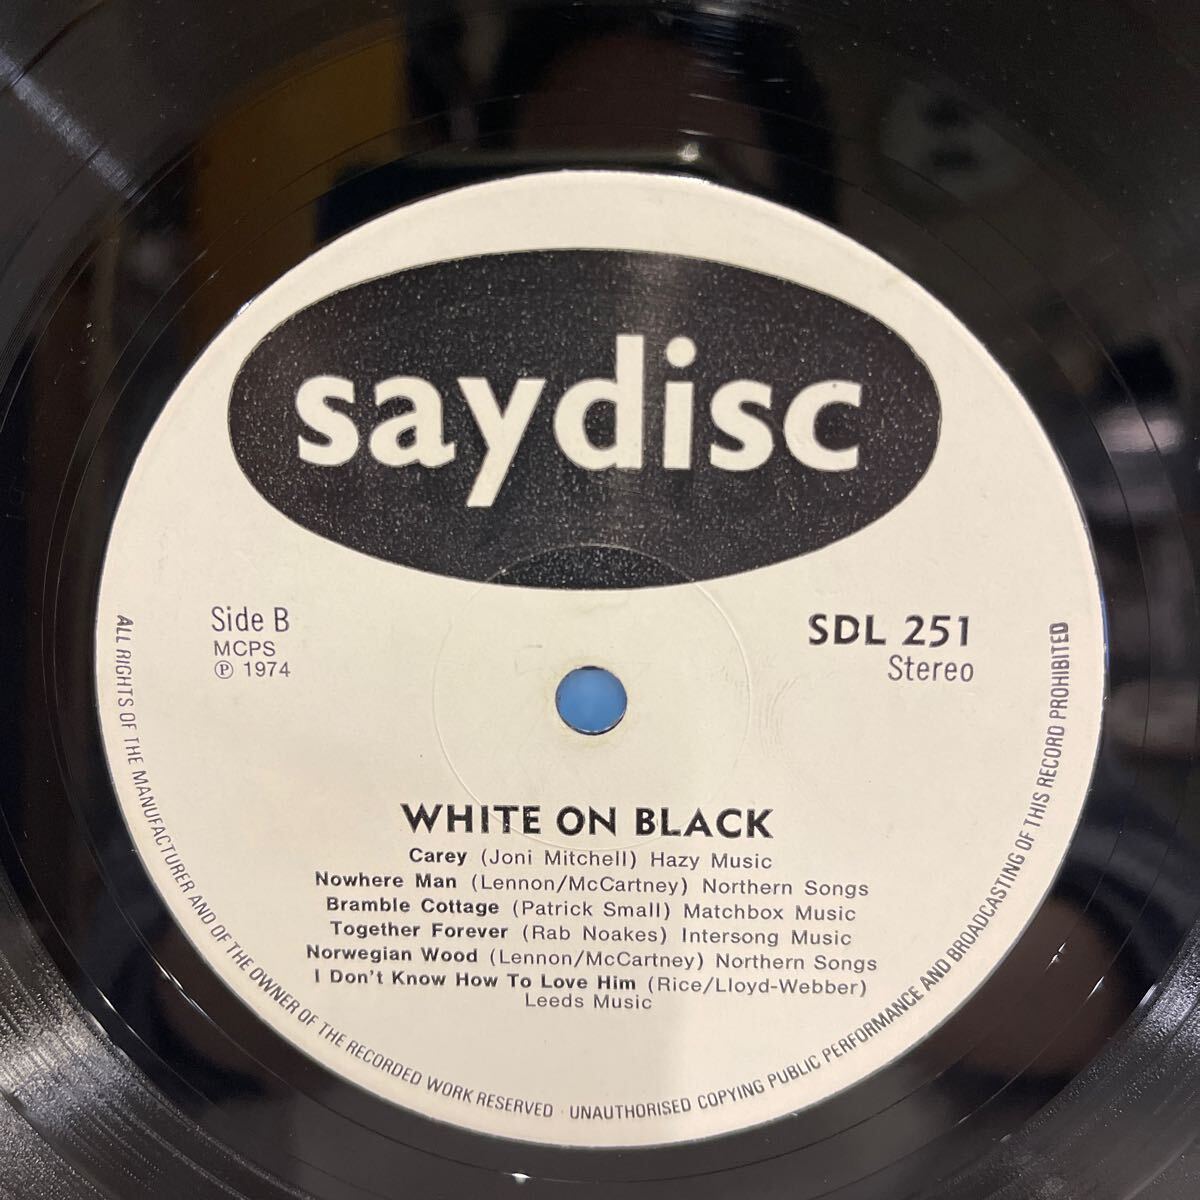 saydisc
Side B
MCPS
℗ 1974
SDL 251
Stereo
WHITE ON BLACK
Carey (Joni Mitchell) Hazy Music
Nowhere Man (Lennon/McCartney) Northern Songs
Bramble Cottage (Patrick Small) Matchbox Music
Together Forever (Rab Noakes) Intersong Music
Norwegian Wood (Lennon/McCartney) Northern Songs
I Don't Know How To Love Him (Rice/Lloyd-Webber)
Leeds Music
ALL RIGHTS OF THE MANUFACTURER AND OF THE OWNER OF THE RECORDED WORK RESERVED · UNAUTHORISED COPYING PUBLIC PERFORMANCE AND BROADCASTING OF THIS RECORD PROHIBITED